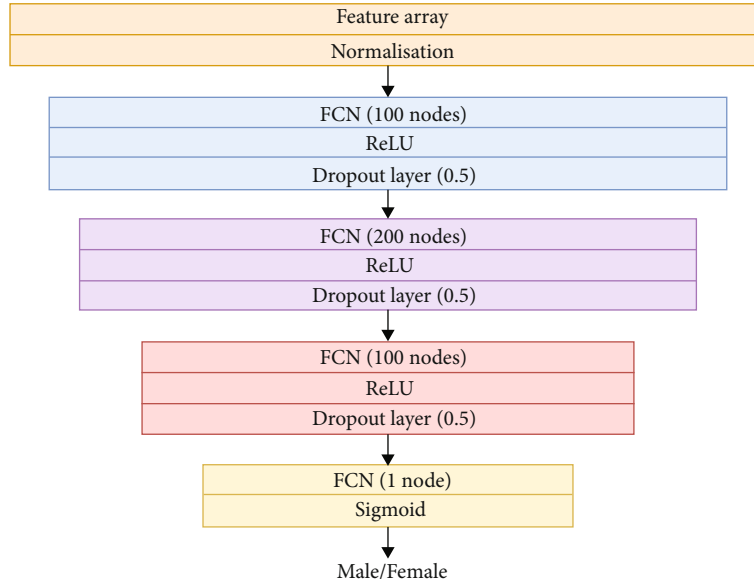 Feature array
Normalisation
FCN (100 nodes)
ReLU
Dropout layer (0.5)
FCN (200 nodes)
ReLU
Dropout layer (0.5)
FCN (100 nodes)
ReLU
Dropout layer (0.5)
FCN (1 node)
Sigmoid
Male/Female